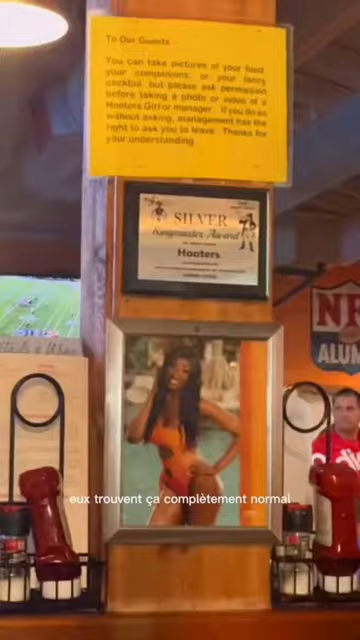 To Our Guests
You can take pictures of your food,
your companions, or your fancy
cocktail, but please ask permission
before taking a photo or video of a
Hooters Girl or manager. If you do so
without asking, management has the
right to ask you to leave. Thanks for
your understanding.
SILVER
Award
Hooters
NF
ALUM
eux trouvent ça complètement normal